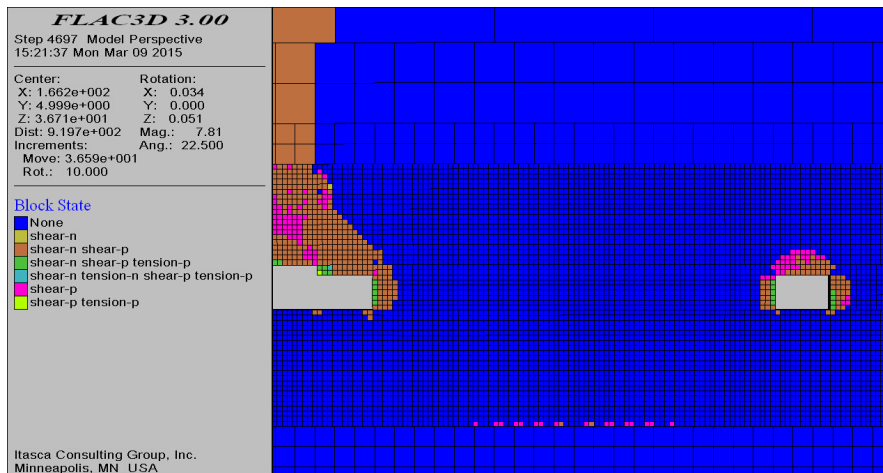 FLAC3D 3.00
Step 4697 Model Perspective
15:21:37 Mon Mar 09 2015
Center: Rotation:
X: 1.662e+002 X: 0.034
Y: 4.999e+000 Y: 0.000
Z: 3.671e+001 Z: 0.051
Dist: 9.197e+002 Mag.: 7.81
Increments: Ang.: 22.500
Move: 3.659e+001
Rot.: 10.000
Block State
None
shear-n
shear-n shear-p
shear-n shear-p tension-p
shear-n tension-n shear-p tension-p
shear-p
shear-p tension-p
Itasca Consulting Group, Inc.
Minneapolis, MN USA